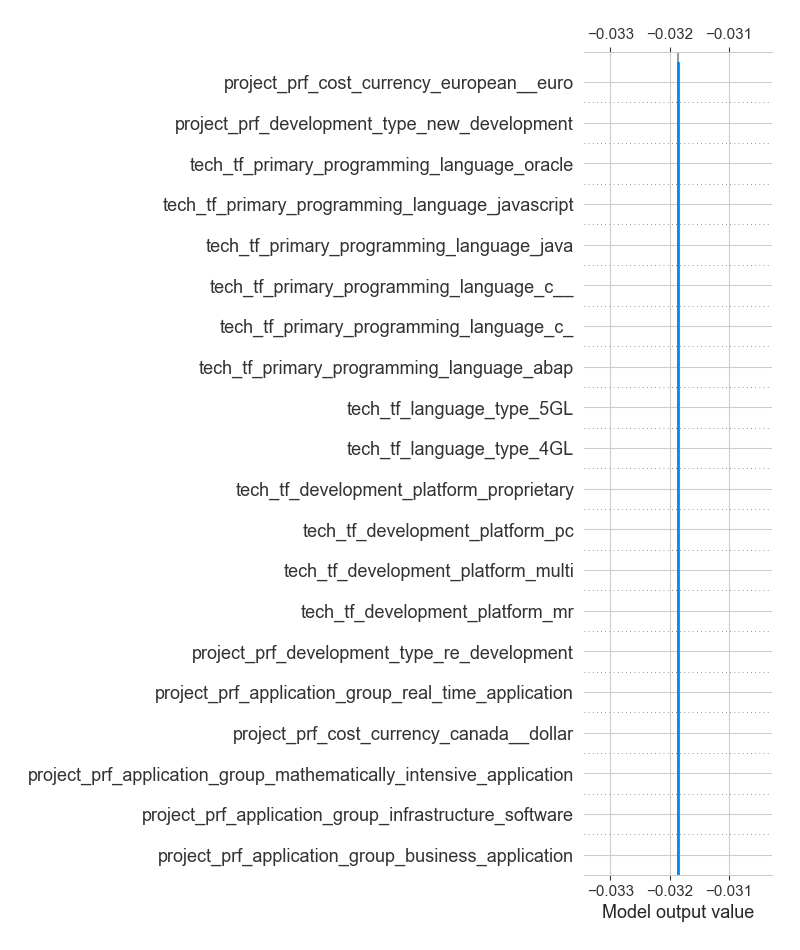 −0.033 −0.032 −0.031
project_prf_cost_currency_european__euro
project_prf_development_type_new_development
tech_tf_primary_programming_language_oracle
tech_tf_primary_programming_language_javascript
tech_tf_primary_programming_language_java
tech_tf_primary_programming_language_c__
tech_tf_primary_programming_language_c_
tech_tf_primary_programming_language_abap
tech_tf_language_type_5GL
tech_tf_language_type_4GL
tech_tf_development_platform_proprietary
tech_tf_development_platform_pc
tech_tf_development_platform_multi
tech_tf_development_platform_mr
project_prf_development_type_re_development
project_prf_application_group_real_time_application
project_prf_cost_currency_canada__dollar
project_prf_application_group_mathematically_intensive_application
project_prf_application_group_infrastructure_software
project_prf_application_group_business_application
−0.033 −0.032 −0.031
Model output value